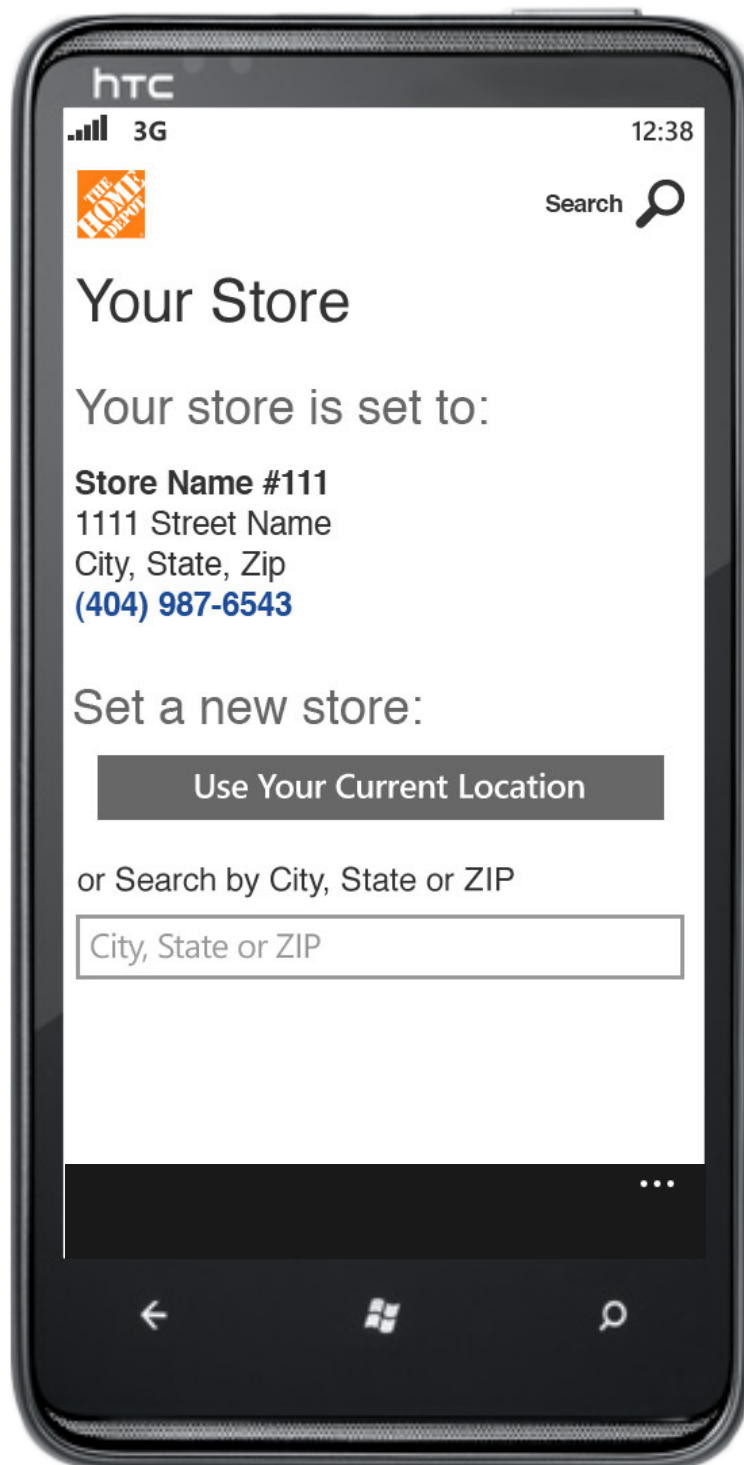 hTC
3G 12:38
THE
HOME
DEPOT
Search
Your Store
Your store is set to:
Store Name #111
1111 Street Name
City, State, Zip
(404) 987-6543
Set a new store:
Use Your Current Location
or Search by City, State or ZIP
City, State or ZIP
...